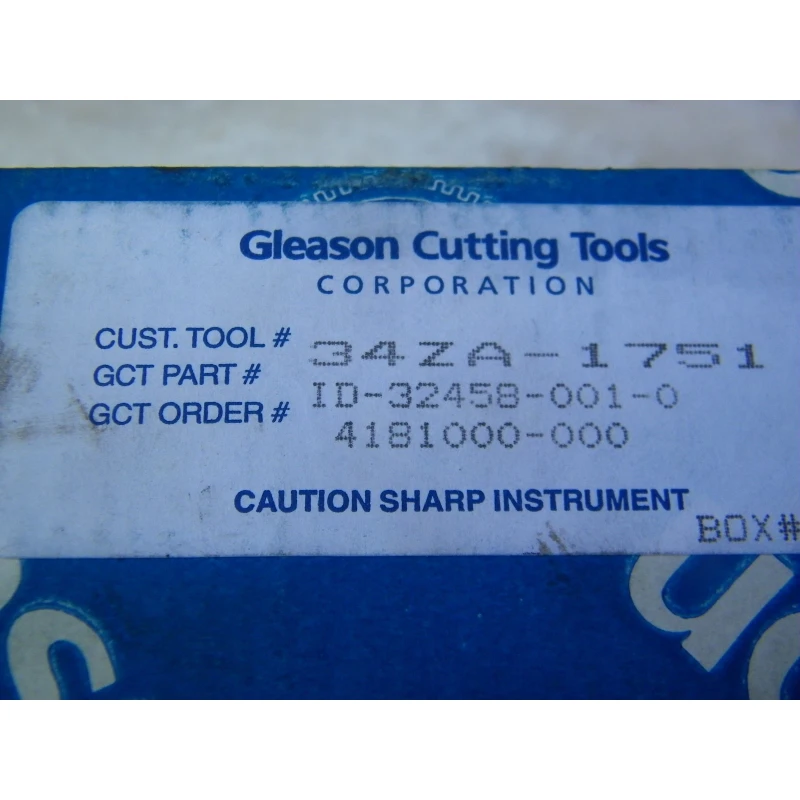 Gleason Cutting Tools
CORPORATION
CUST. TOOL # 34ZA-1751
GCT PART # ID-32458-001-0
GCT ORDER # 4181000-000
CAUTION SHARP INSTRUMENT
BOX#